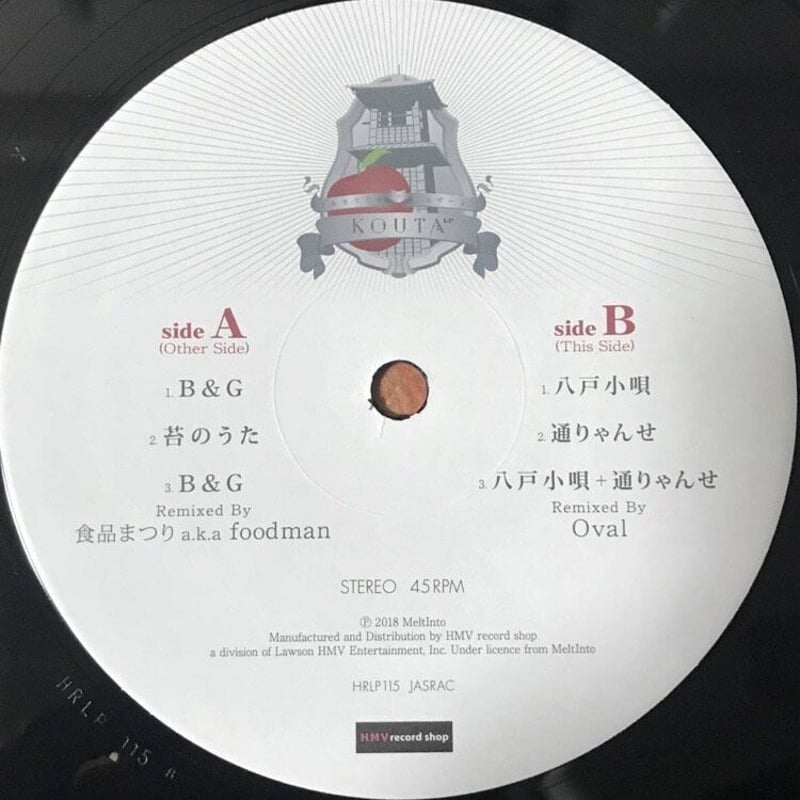 KOUTA LP
side A
(Other Side)
1. B & G
2. 苔のうた
3. B & G
Remixed By
食品まつり a.k.a foodman
side B
(This Side)
1. 八戸小唄
2. 通りゃんせ
3. 八戸小唄+通りゃんせ
Remixed By
Oval
STEREO 45RPM
℗ 2018 MeltInto
Manufactured and Distribution by HMV record shop
a division of Lawson HMV Entertainment, Inc. Under licence from MeltInto
HRLP115 JASRAC
HMV record shop
HRLP 115 B